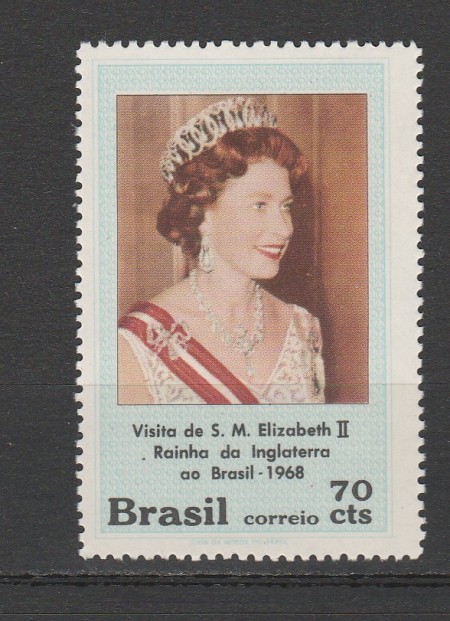 Visita de S. M. Elizabeth II
Rainha da Inglaterra
ao Brasil - 1968
Brasil correio 70 cts